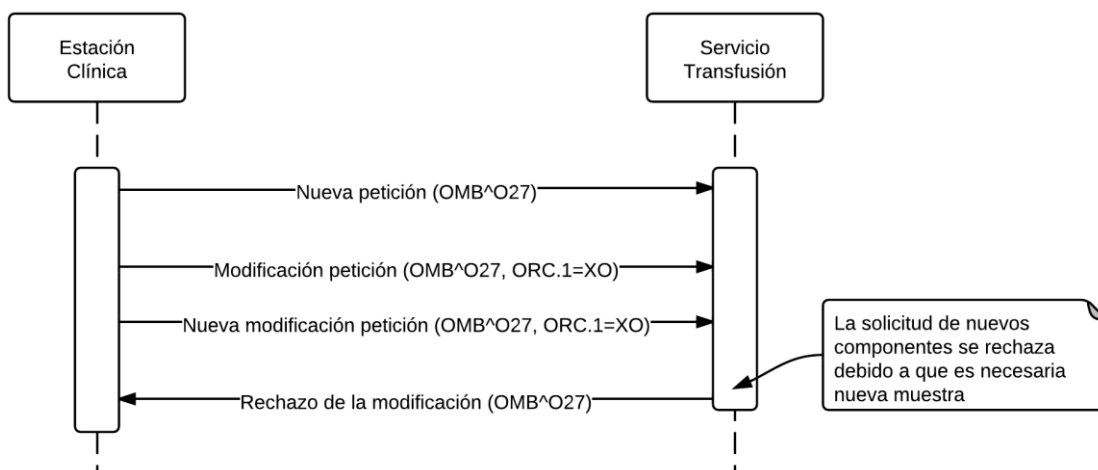 Estación
Clínica
Servicio
Transfusión
Nueva petición (OMB^O27)
Modificación petición (OMB^O27, ORC.1=XO)
Nueva modificación petición (OMB^O27, ORC.1=XO)
La solicitud de nuevos
componentes se rechaza
debido a que es necesaria
nueva muestra
Rechazo de la modificación (OMB^O27)